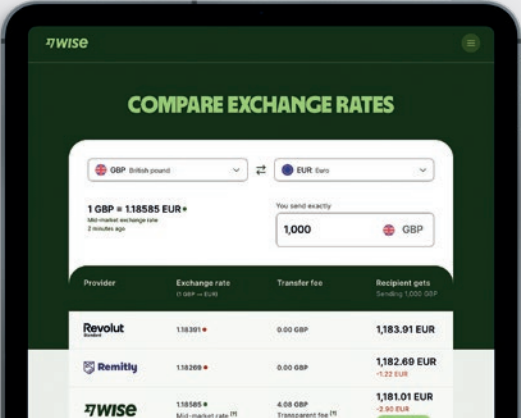 wise
COMPARE EXCHANGE RATES
GBP British pound
EUR Euro
1 GBP = 1.18585 EUR
Mid-market exchange rate
2 minutes ago
You send exactly
1,000 GBP
Provider Exchange rate Transfer fee Recipient gets
(1 GBP → EUR) Sending 1,000 GBP
Revolut
Standard
1.18391 0.00 GBP 1,183.91 EUR
Remitly 1.18269 0.00 GBP 1,182.69 EUR
-1.22 EUR
wise 1.18585 4.08 GBP 1,181.01 EUR
Mid-market rate [?] Transparent fee [?] -2.90 EUR